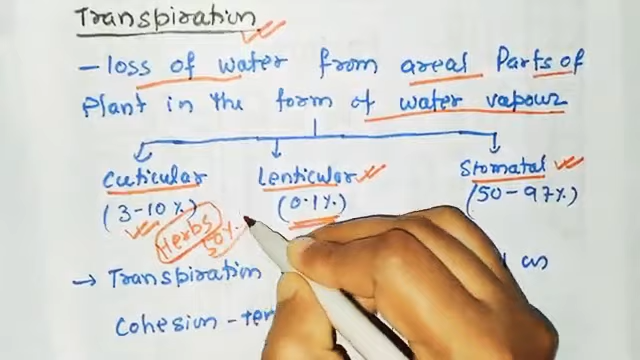 Transpiration
- loss of water from areal Parts of
Plant in the form of water vapour
Cuticular Lenticular Stomatal
(3-10%) (0.1%) (50-97%)
Herbs 50%
→ Transpiration as
Cohesion -